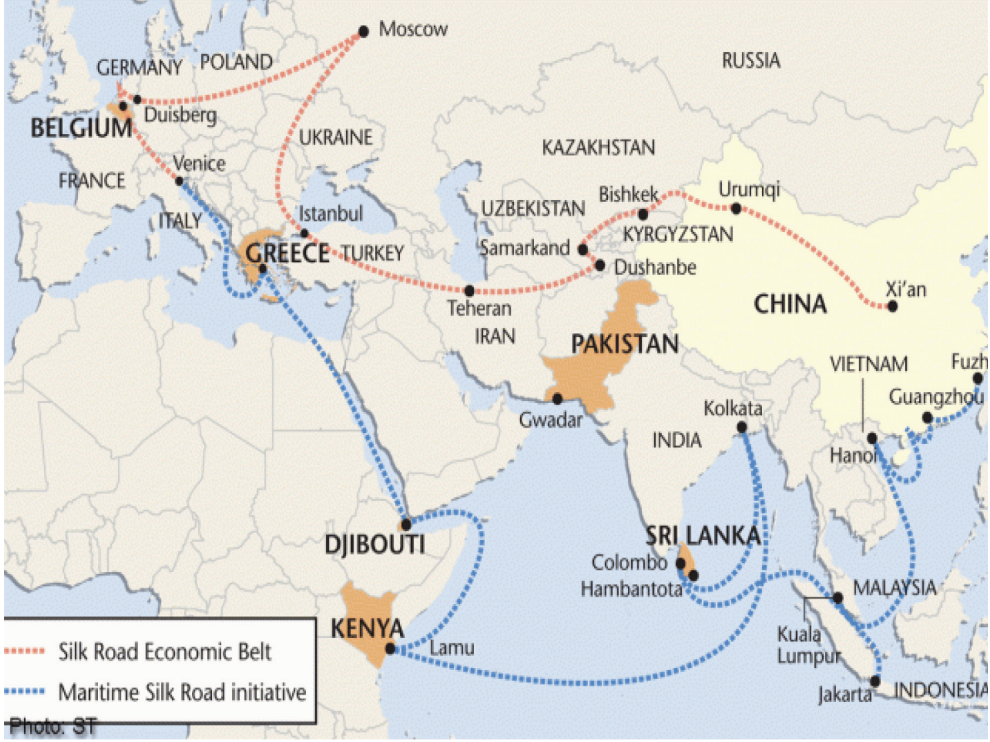 Moscow
RUSSIA
GERMANY
POLAND
Duisberg
BELGIUM
UKRAINE
KAZAKHSTAN
Venice
FRANCE
Bishkek
Urumqi
ITALY
Istanbul
UZBEKISTAN
KYRGYZSTAN
GREECE
TURKEY
Samarkand
Dushanbe
Xi'an
Teheran
CHINA
IRAN
PAKISTAN
VIETNAM
Fuzh
Guangzhou
Gwadar
Kolkata
INDIA
Hanoi
SRI LANKA
DJIBOUTI
Colombo
Hambantota
MALAYSIA
KENYA
Lamu
Kuala
Lumpur
Jakarta
INDONESIA
Silk Road Economic Belt
Maritime Silk Road initiative
Photo: ST